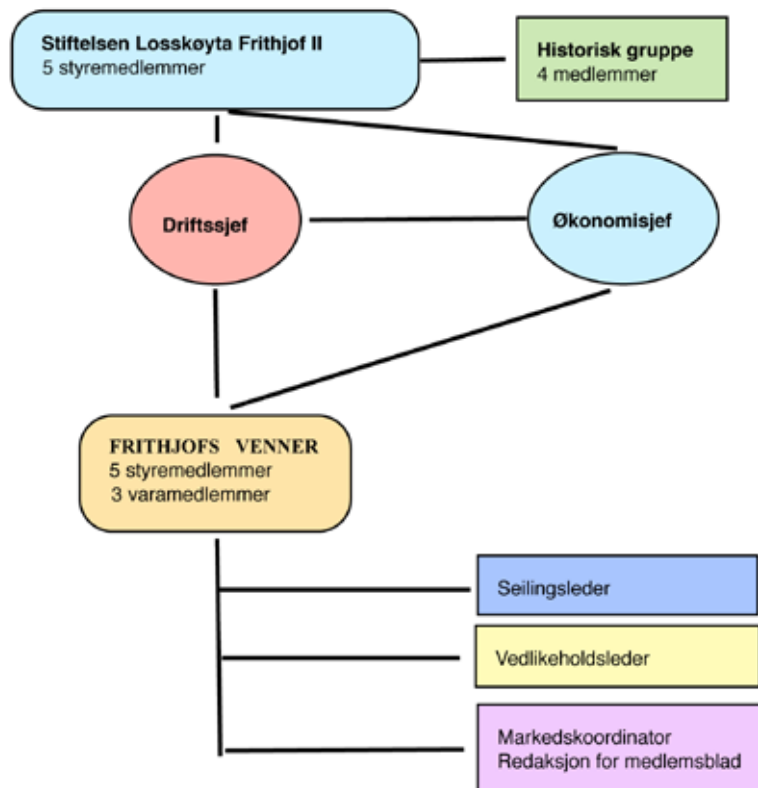 Stiftelsen Losskøyta Frithjof II
5 styremedlemmer
Historisk gruppe
4 medlemmer
Driftssjef
Økonomisjef
FRITHJOFS VENNER
5 styremedlemmer
3 varamedlemmer
Seilingsleder
Vedlikeholdsleder
Markedskoordinator
Redaksjon for medlemsblad